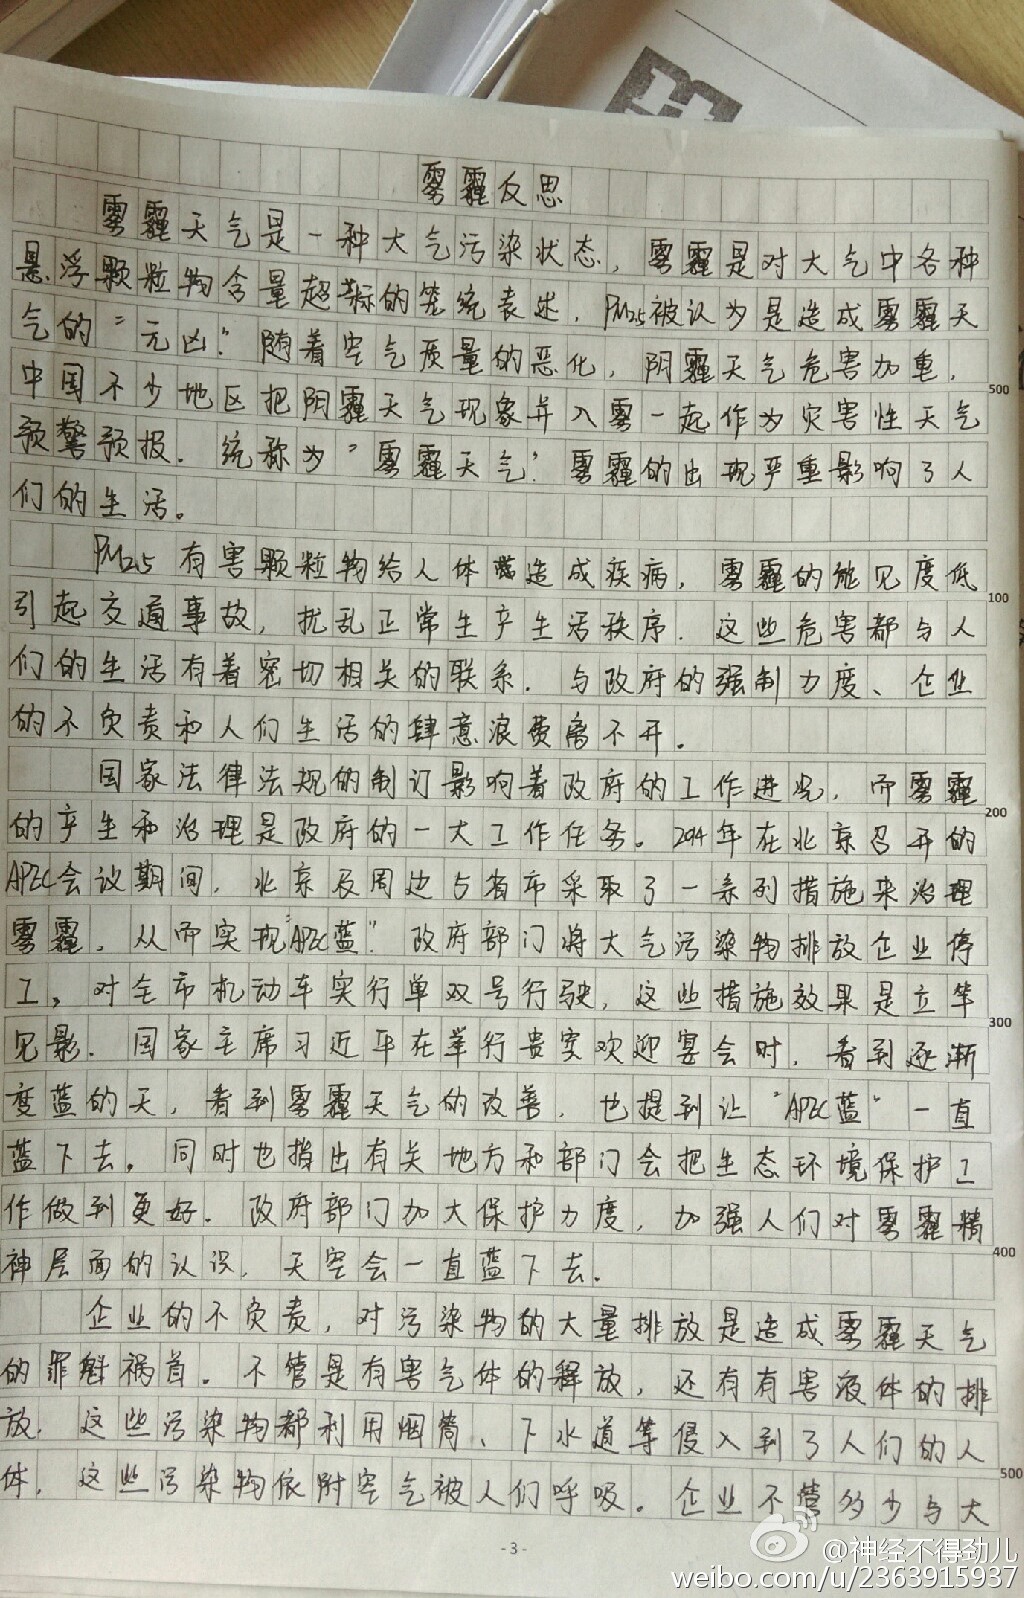 雾霾反思
雾霾天气是一种大气污染状态,雾霾是对大气中各种
悬浮颗粒物含量超标的笼统表述,PM2.5被认为是造成雾霾天
气的“元凶”。随着空气质量的恶化,阴霾天气危害加重,
中国不少地区把阴霾天气现象并入雾一起作为灾害性天气
预警预报.统称为“雾霾天气”.雾霾的出现严重影响了人
们的生活。
PM2.5有害颗粒物给人体造成疾病,雾霾的能见度低
引起交通事故,扰乱正常生产生活秩序.这些危害都与人
们的生活有着密切相关的联系.与政府的强制力度、企业
的不负责和人们生活的肆意浪费离不开.
国家法律法规的制订影响着政府的工作进况,而雾霾
的产生和治理是政府的一大工作任务。2014年在北京召开的
APEC会议期间,北京及周边5省市采取了一系列措施来治理
雾霾,从而实现“APEC蓝”.政府部门将大气污染物排放企业停
工,对全市机动车实行单双号行驶,这些措施效果是立竿
见影.国家主席习近平在举行贵宾欢迎宴会时,看到逐渐
变蓝的天,看到雾霾天气的改善,也提到让“APEC蓝”一直
蓝下去.同时也指出有关地方和部门会把生态环境保护工
作做到更好.政府部门加大保护力度,加强人们对雾霾精
神层面的认识,天空会一直蓝下去.
企业的不负责,对污染物的大量排放是造成雾霾天气
的罪魁祸首。不管是有害气体的释放,还有有害液体的排
放.这些污染物都利用烟筒、下水道等侵入到了人们的人
体.这些污染物依附空气被人们呼吸。企业不管多少与大
500
100
200
300
400
500
-3-
@神经不得劲儿
weibo.com/u/2363915937